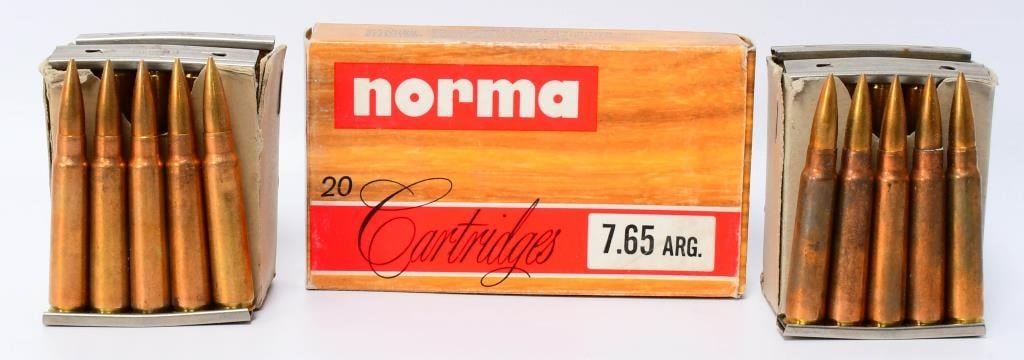 norma
20
Cartridges
7.65 ARG.